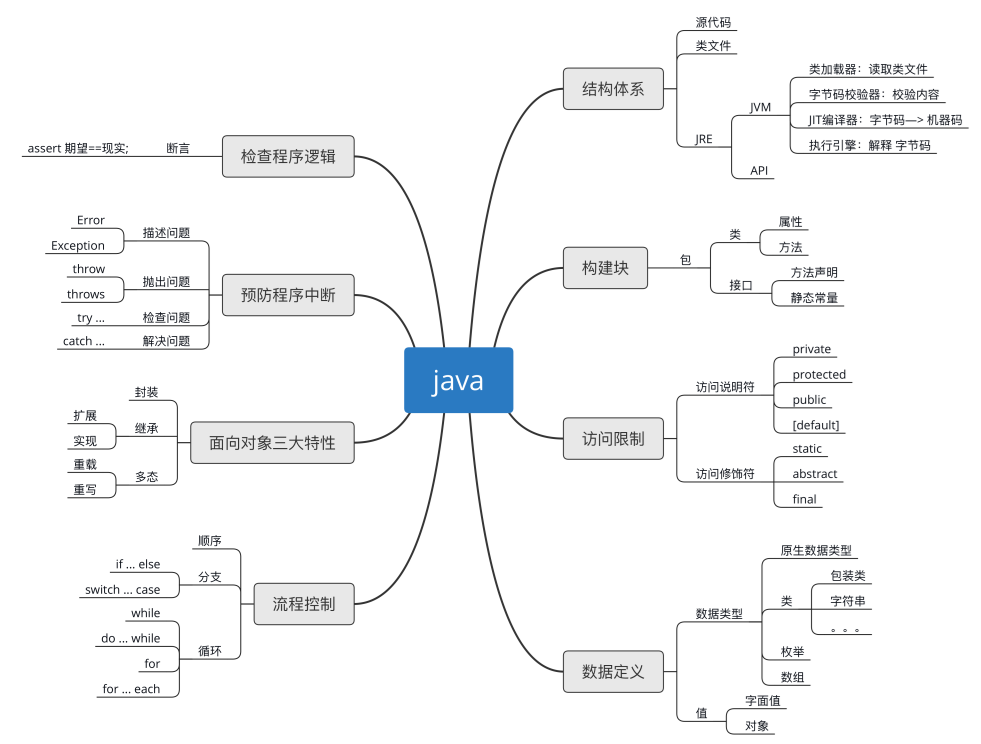 java
结构体系
源代码
类文件
JRE
JVM
类加载器：读取类文件
字节码校验器：校验内容
JIT编译器：字节码—> 机器码
执行引擎：解释 字节码
API
构建块
包
类
属性
方法
接口
方法声明
静态常量
访问限制
访问说明符
private
protected
public
[default]
访问修饰符
static
abstract
final
数据定义
数据类型
原生数据类型
类
包装类
字符串
。。。
枚举
数组
值
字面值
对象
检查程序逻辑
断言
assert 期望==现实;
预防程序中断
描述问题
Error
Exception
抛出问题
throw
throws
检查问题
try ...
解决问题
catch ...
面向对象三大特性
封装
继承
扩展
实现
多态
重载
重写
流程控制
顺序
分支
if ... else
switch ... case
循环
while
do ... while
for
for ... each